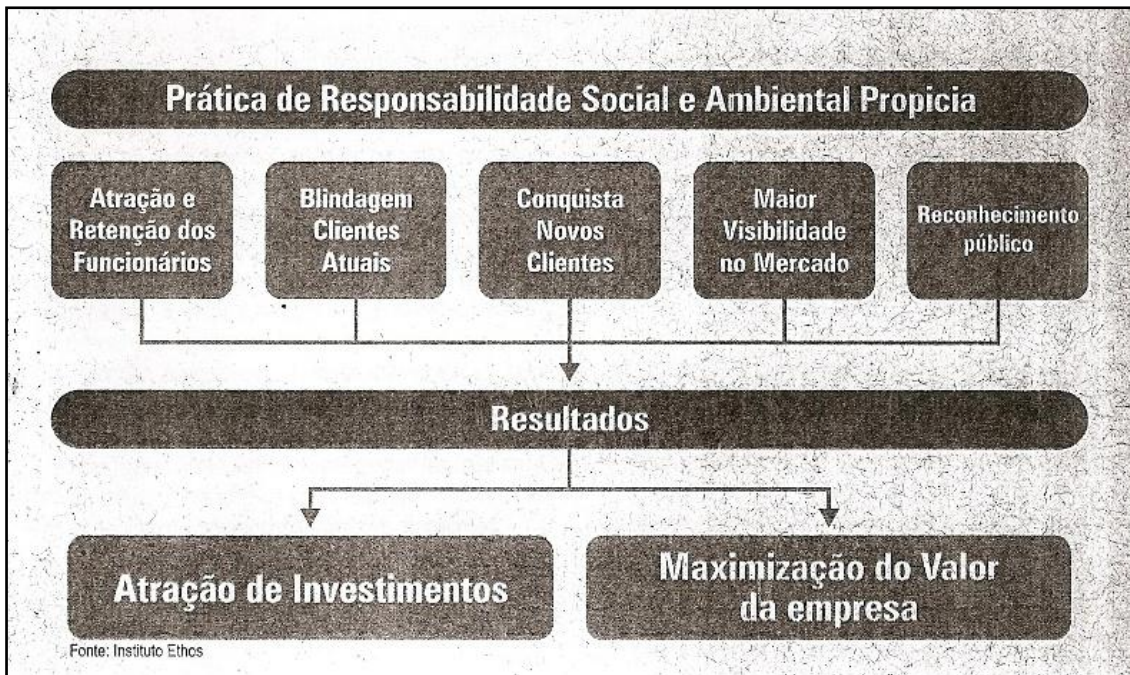 Prática de Responsabilidade Social e Ambiental Propicia
Atração e
Retenção dos
Funcionários
Blindagem
Clientes
Atuais
Conquista
Novos
Clientes
Maior
Visibilidade
no Mercado
Reconhecimento
público
Resultados
Atração de Investimentos
Maximização do Valor
da empresa
Fonte: Instituto Ethos